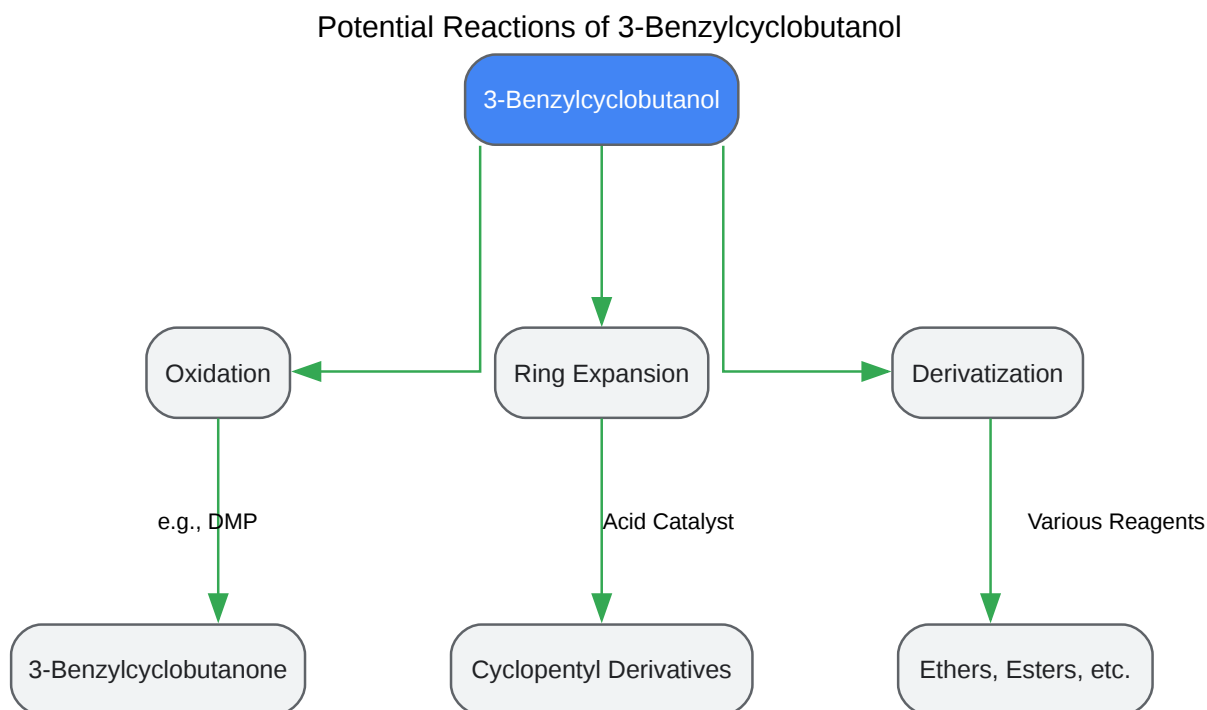 Potential Reactions of 3-Benzylcyclobutanol
3-Benzylcyclobutanol
Oxidation
Ring Expansion
Derivatization
e.g., DMP
Acid Catalyst
Various Reagents
3-Benzylcyclobutanone
Cyclopentyl Derivatives
Ethers, Esters, etc.